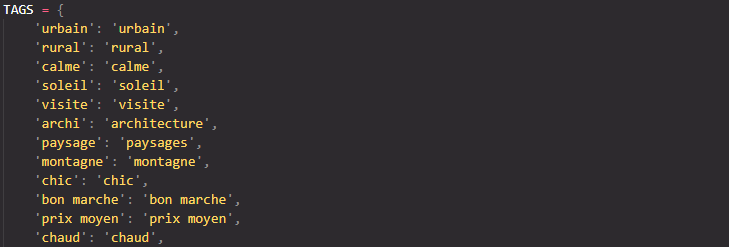 TAGS = {
'urbain': 'urbain',
'rural': 'rural',
'calme': 'calme',
'soleil': 'soleil',
'visite': 'visite',
'archi': 'architecture',
'paysage': 'paysages',
'montagne': 'montagne',
'chic': 'chic',
'bon marche': 'bon marche',
'prix moyen': 'prix moyen',
'chaud': 'chaud',